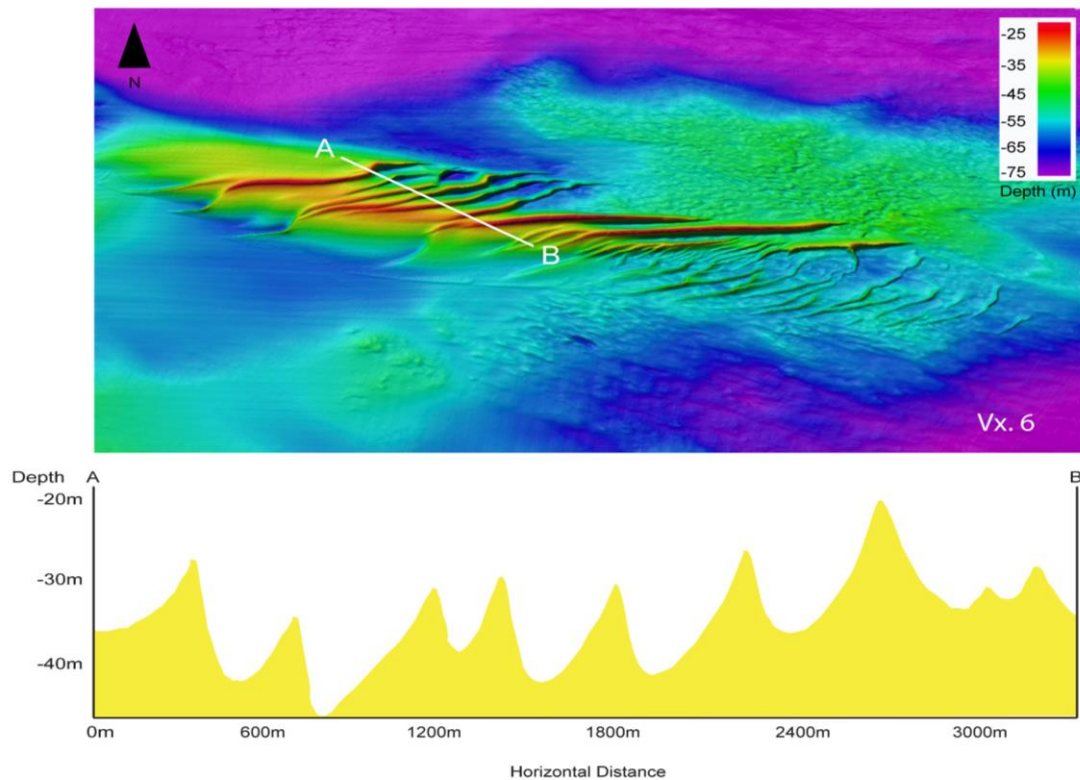 N
-25
-35
-45
-55
-65
-75
Depth (m)
A
B
Vx. 6
Depth A B
-20m
-30m
-40m
0m 600m 1200m 1800m 2400m 3000m
Horizontal Distance